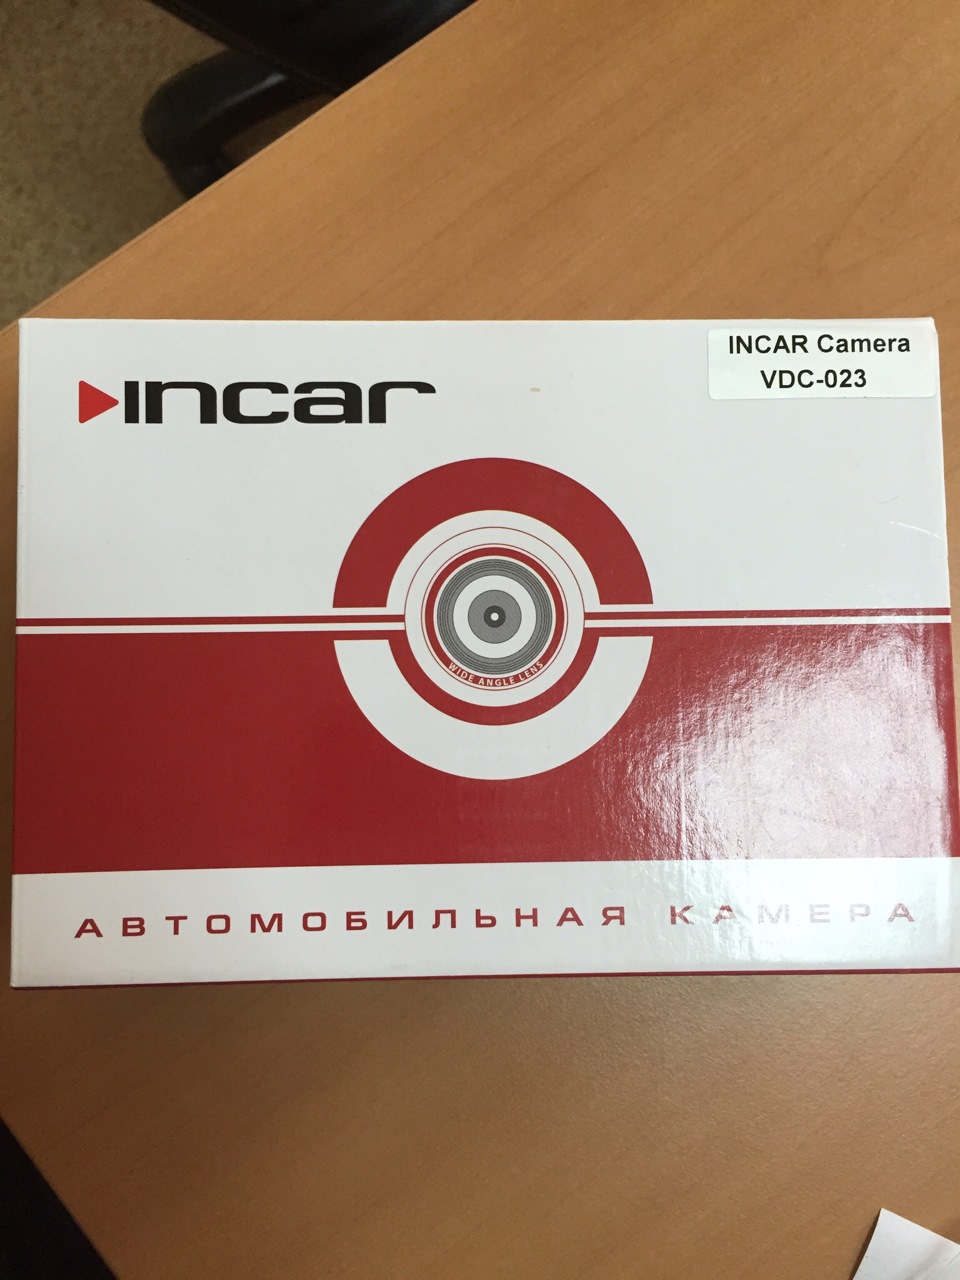 INCAR Camera
VDC-023
incar
WIDE ANGLE LENS
АВТОМОБИЛЬНАЯ КАМЕРА